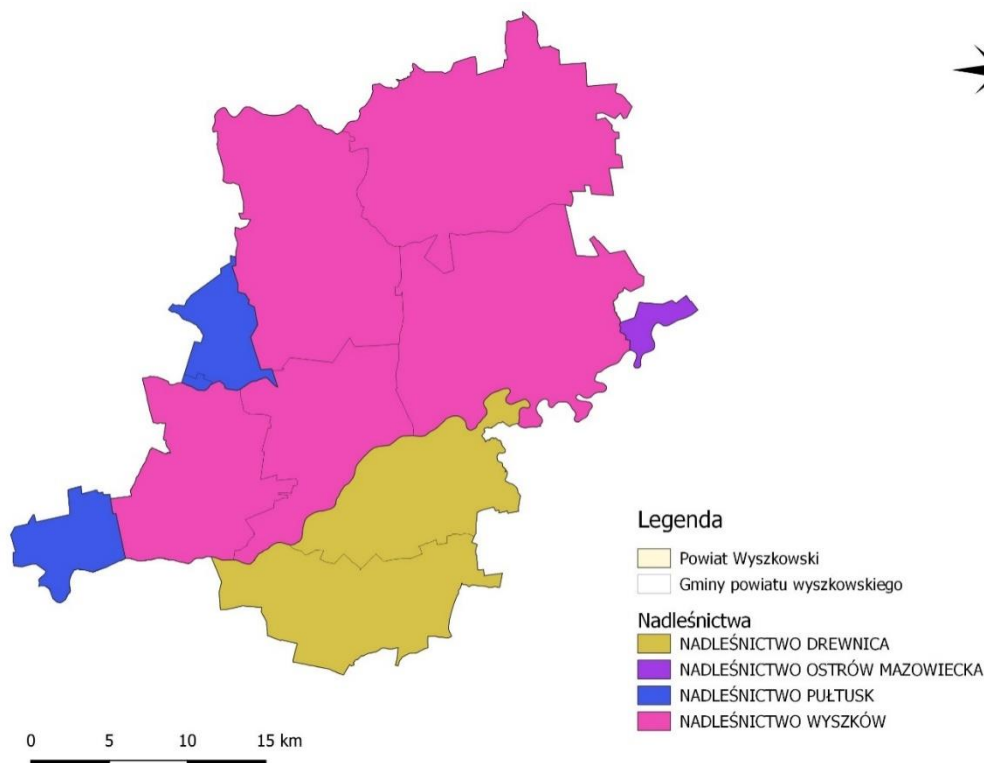 Legenda
Powiat Wyszkowski
Gminy powiatu wyszkowskiego
Nadleśnictwa
NADLEŚNICTWO DREWNICA
NADLEŚNICTWO OSTRÓW MAZOWIECKA
NADLEŚNICTWO PUŁTUSK
NADLEŚNICTWO WYSZKÓW
0 5 10 15 km